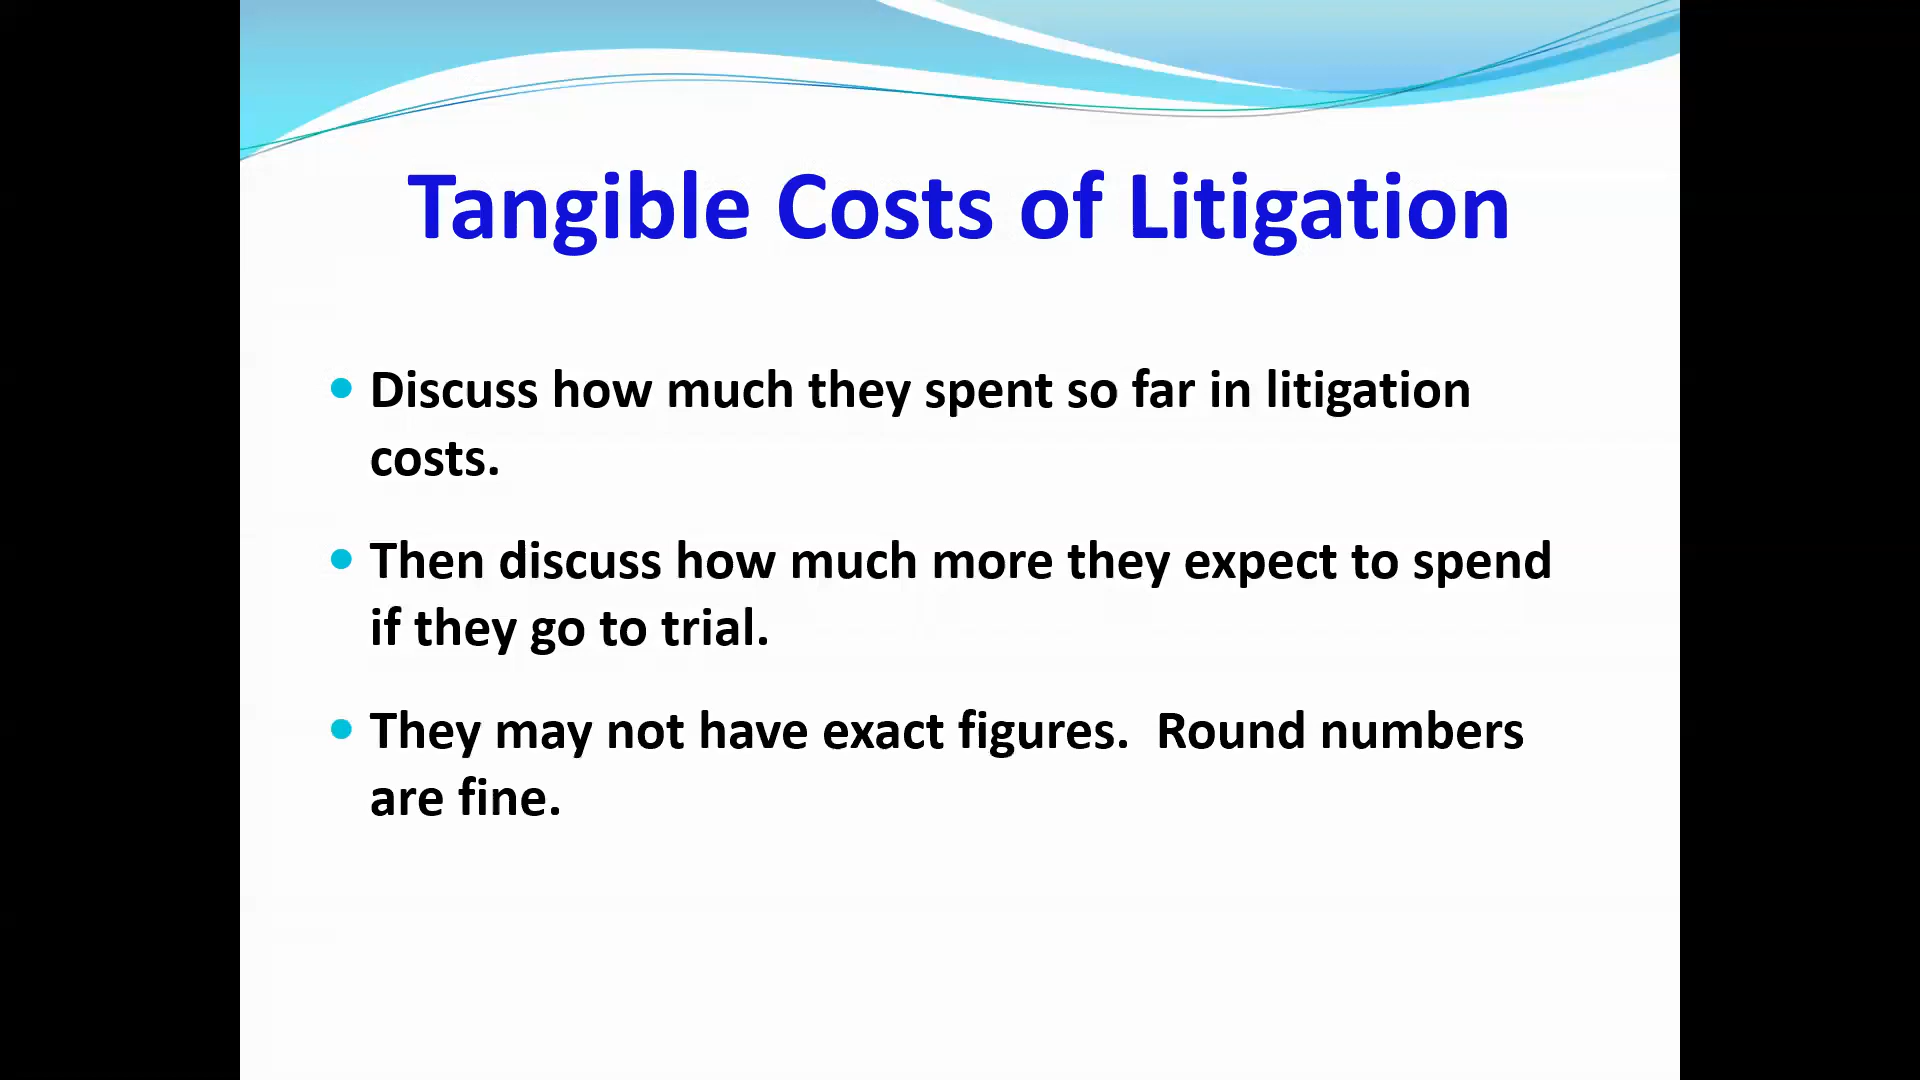 Tangible Costs of Litigation
• Discuss how much they spent so far in litigation
costs.
• Then discuss how much more they expect to spend
if they go to trial.
• They may not have exact figures.  Round numbers
are fine.